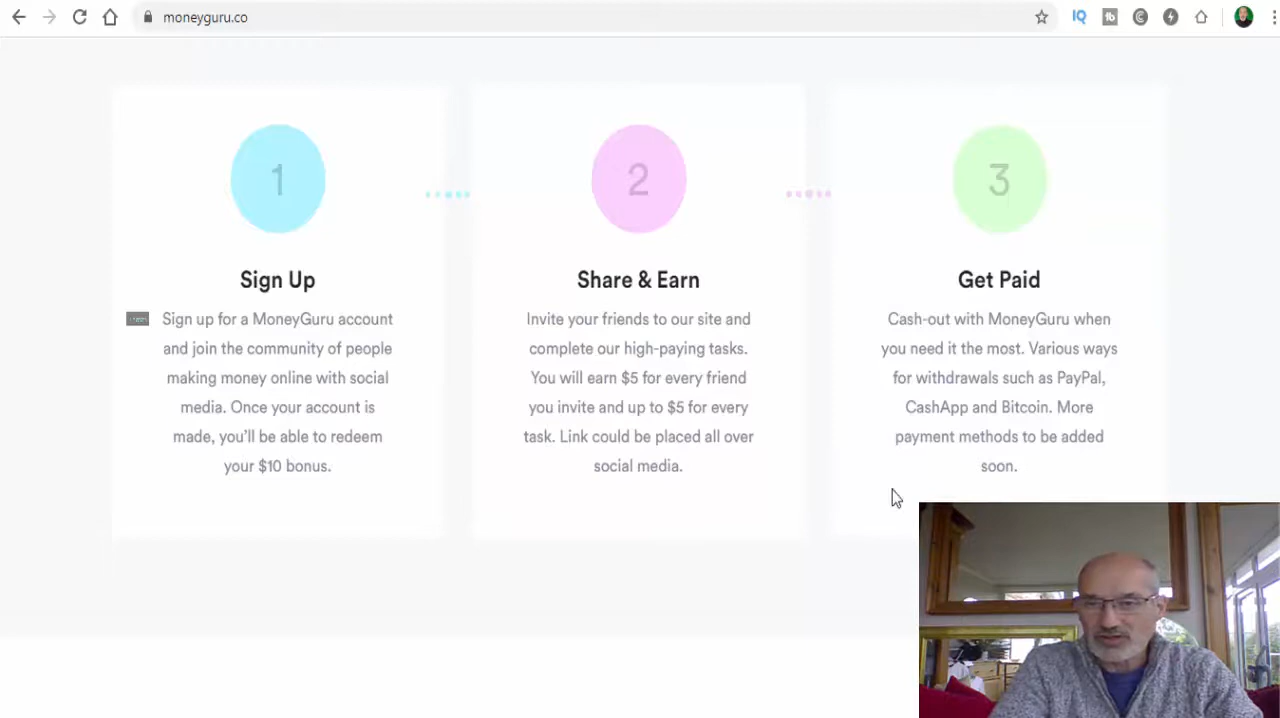 moneyguru.co
IQ
tb
1
2
3
Sign Up
Sign up for a MoneyGuru account
and join the community of people
making money online with social
media. Once your account is
made, you'll be able to redeem
your $10 bonus.
Share & Earn
Invite your friends to our site and
complete our high-paying tasks.
You will earn $5 for every friend
you invite and up to $5 for every
task. Link could be placed all over
social media.
Get Paid
Cash-out with MoneyGuru when
you need it the most. Various ways
for withdrawals such as PayPal,
CashApp and Bitcoin. More
payment methods to be added
soon.